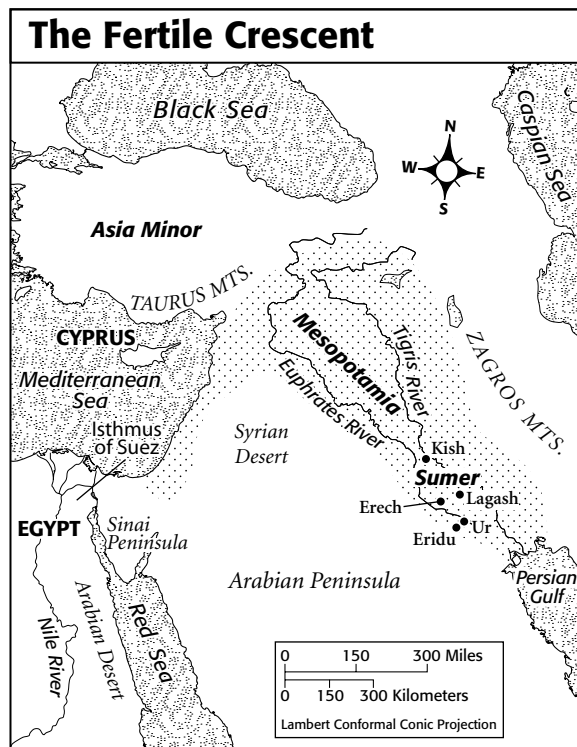 The Fertile Crescent
Black Sea
Caspian Sea
N
W
E
S
Asia Minor
TAURUS MTS.
CYPRUS
Mediterranean
Sea
Mesopotamia
Tigris River
ZAGROS MTS.
Euphrates River
Isthmus
of Suez
Syrian
Desert
Kish
Sumer
Lagash
Erech
Ur
Eridu
EGYPT
Sinai
Peninsula
Arabian Peninsula
Persian
Gulf
Nile River
Arabian Desert
Red Sea
0 150 300 Miles
0 150 300 Kilometers
Lambert Conformal Conic Projection